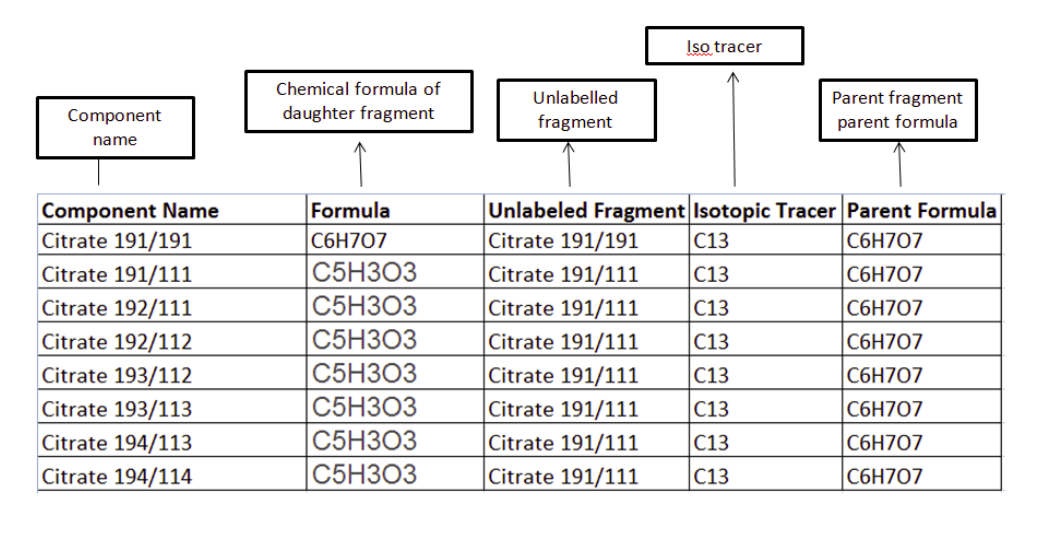 Iso tracer
Chemical formula of
daughter fragment
Unlabelled
fragment
Parent fragment
parent formula
Component
name
Component Name Formula Unlabeled Fragment Isotopic Tracer Parent Formula
Citrate 191/191 C6H7O7 Citrate 191/191 C13 C6H7O7
Citrate 191/111 C5H3O3 Citrate 191/111 C13 C6H7O7
Citrate 192/111 C5H3O3 Citrate 191/111 C13 C6H7O7
Citrate 192/112 C5H3O3 Citrate 191/111 C13 C6H7O7
Citrate 193/112 C5H3O3 Citrate 191/111 C13 C6H7O7
Citrate 193/113 C5H3O3 Citrate 191/111 C13 C6H7O7
Citrate 194/113 C5H3O3 Citrate 191/111 C13 C6H7O7
Citrate 194/114 C5H3O3 Citrate 191/111 C13 C6H7O7